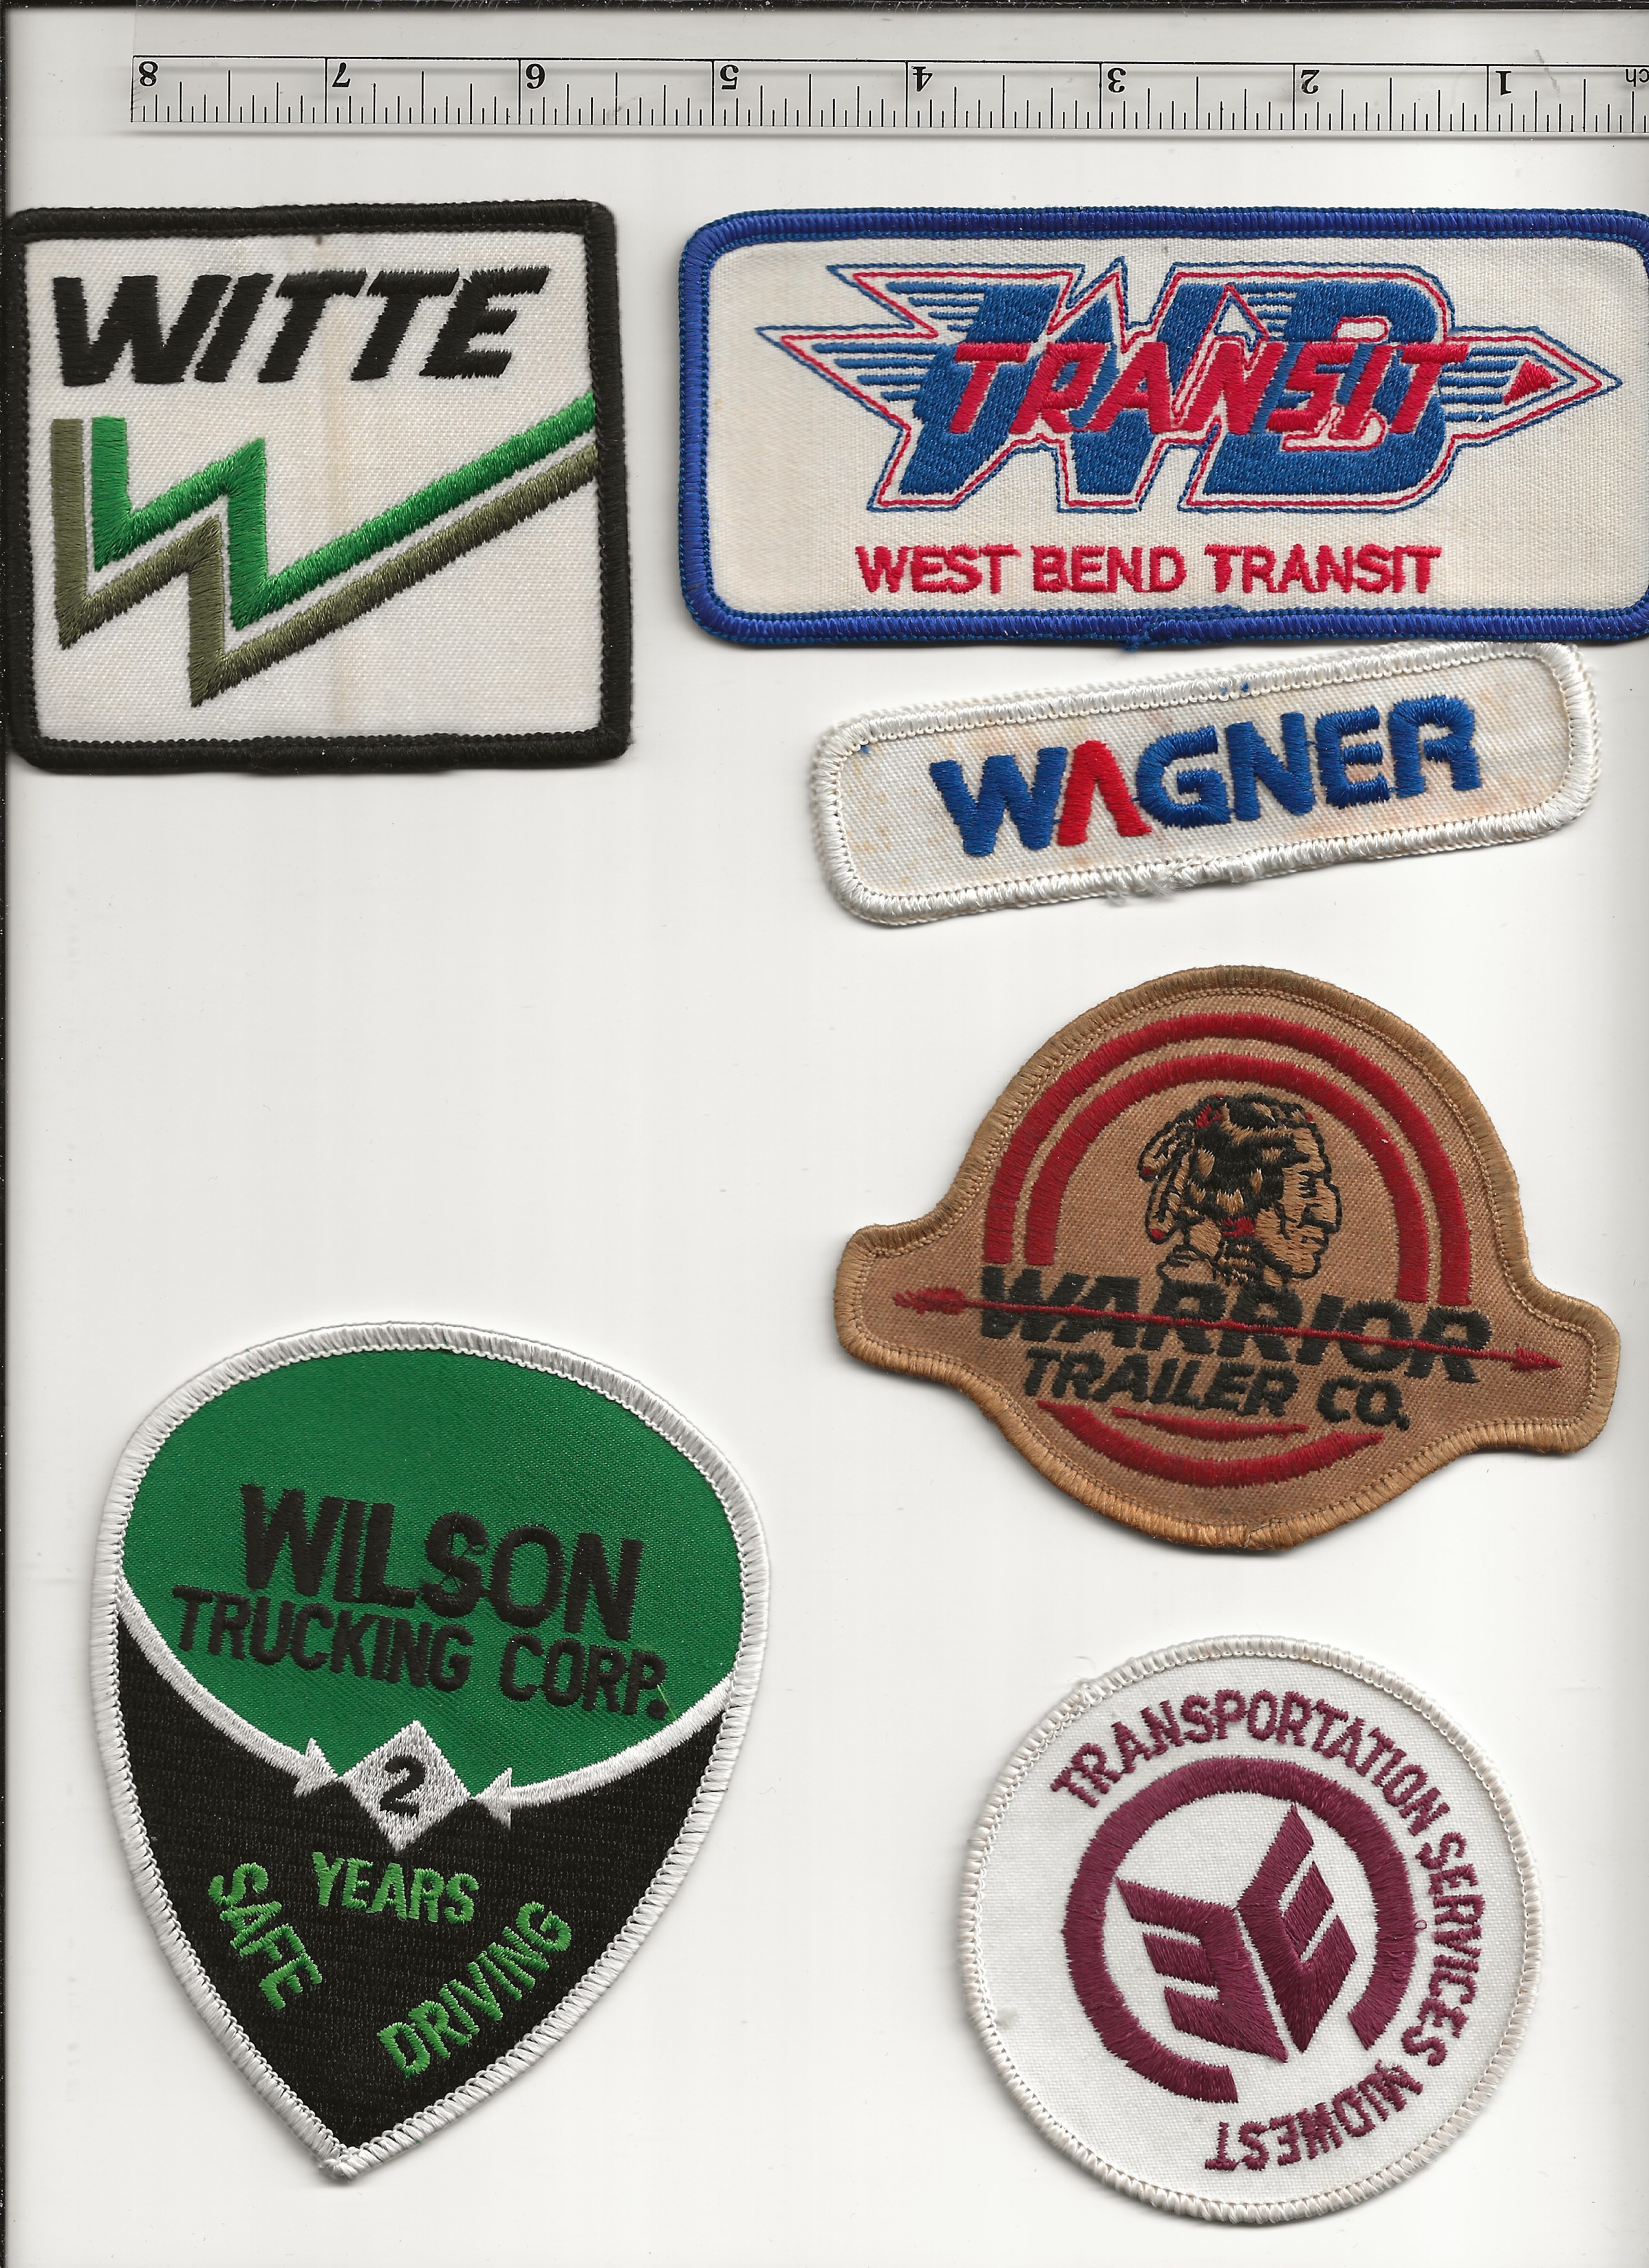 8 7 6 5 4 3 2 1 ch
WITTE
WB
TRANSIT
WEST BEND TRANSIT
WAGNER
WARRIOR
TRAILER CO.
WILSON
TRUCKING CORP.
2
YEARS
SAFE DRIVING
TRANSPORTATION SERVICES MIDWEST